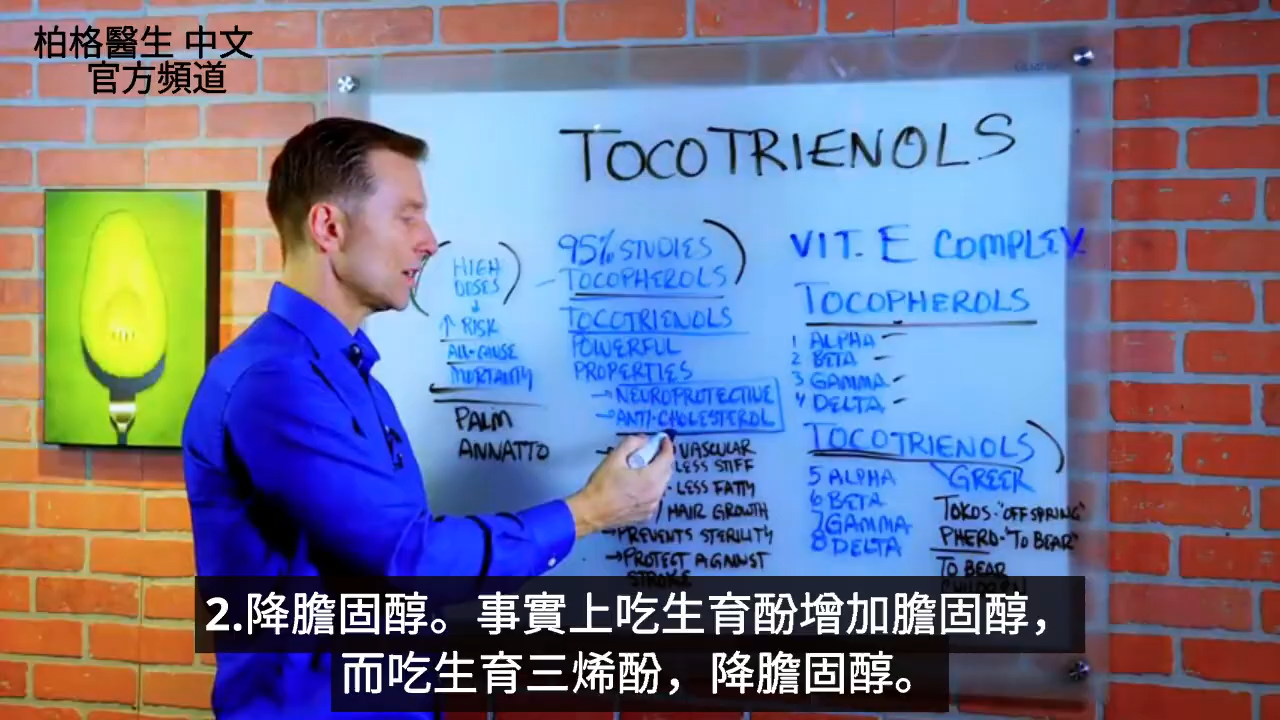 柏格醫生 中文
官方頻道
TOCOTRIENOLS
HIGH
DOSES
↓
↑ RISK
ALL-CAUSE
MORTALITY
PALM
ANNATTO
95% STUDIES
TOCOPHEROLS
TOCOTRIENOLS
POWERFUL
PROPERTIES
→NEUROPROTECTIVE
→ANTI-CHOLESTEROL
VASCULAR
LESS STIFF
LESS FATTY
HAIR GROWTH
→PREVENTS STERILITY
→PROTECT AGAINST
STROKE
VIT. E COMPLEX
TOCOPHEROLS
1 ALPHA
2 BETA
3 GAMMA
4 DELTA
TOCOTRIENOLS
GREEK
5 ALPHA
6 BETA
7 GAMMA
8 DELTA
TOKOS-"OFFSPRING"
PHERO-"TO BEAR"
TO BEAR
CHILDREN
2.降膽固醇。事實上吃生育酚增加膽固醇，
而吃生育三烯酚，降膽固醇。